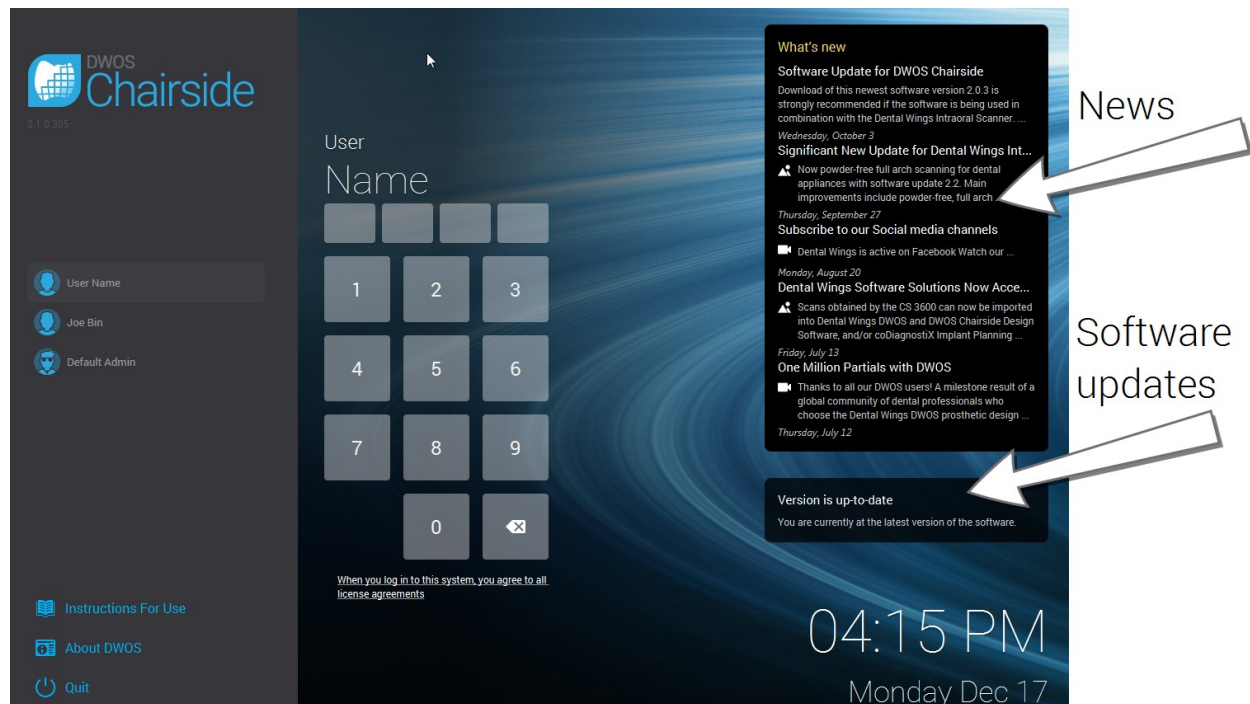 DWOS
Chairside
2.1.0.305
User Name
Joe Bin
Default Admin
Instructions For Use
About DWOS
Quit
User
Name
1 2 3
4 5 6
7 8 9
0
When you log in to this system, you agree to all
license agreements
What's new
Software Update for DWOS Chairside
Download of this newest software version 2.0.3 is
strongly recommended if the software is being used in
combination with the Dental Wings Intraoral Scanner. ...
Wednesday, October 3
Significant New Update for Dental Wings Int...
Now powder-free full arch scanning for dental
appliances with software update 2.2. Main
improvements include powder-free, full arch
Thursday, September 27
Subscribe to our Social media channels
Dental Wings is active on Facebook Watch our ...
Monday, August 20
Dental Wings Software Solutions Now Acce...
Scans obtained by the CS 3600 can now be imported
into Dental Wings DWOS and DWOS Chairside Design
Software, and/or coDiagnostiX Implant Planning ...
Friday, July 13
One Million Partials with DWOS
Thanks to all our DWOS users! A milestone result of a
global community of dental professionals who
choose the Dental Wings DWOS prosthetic design ...
Thursday, July 12
Version is up-to-date
You are currently at the latest version of the software.
04:15 PM
Monday Dec 17
News
Software
updates